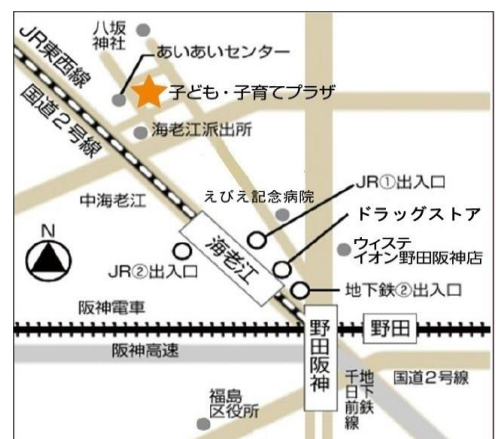 八坂
神社
あいあいセンター
JR東西線
国道2号線
子ども・子育てプラザ
海老江派出所
中海老江
えびえ記念病院
JR①出入口
ドラッグストア
N
海老江
ウィステ
イオン野田阪神店
JR②出入口
地下鉄②出入口
阪神電車
野田阪神
野田
阪神高速
地下鉄
千日前線
国道2号線
福島
区役所